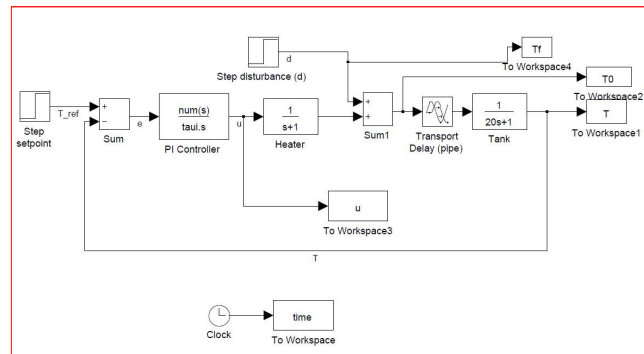 Tf
d
Step disturbance (d)
To Workspace4
T0
To Workspace2
Step
setpoint
T_ref
+
−
Sum
e
num(s)
taui.s
PI Controller
u
1
s+1
Heater
+
+
Sum1
Transport
Delay (pipe)
1
20s+1
Tank
T
To Workspace1
u
To Workspace3
T
Clock
time
To Workspace